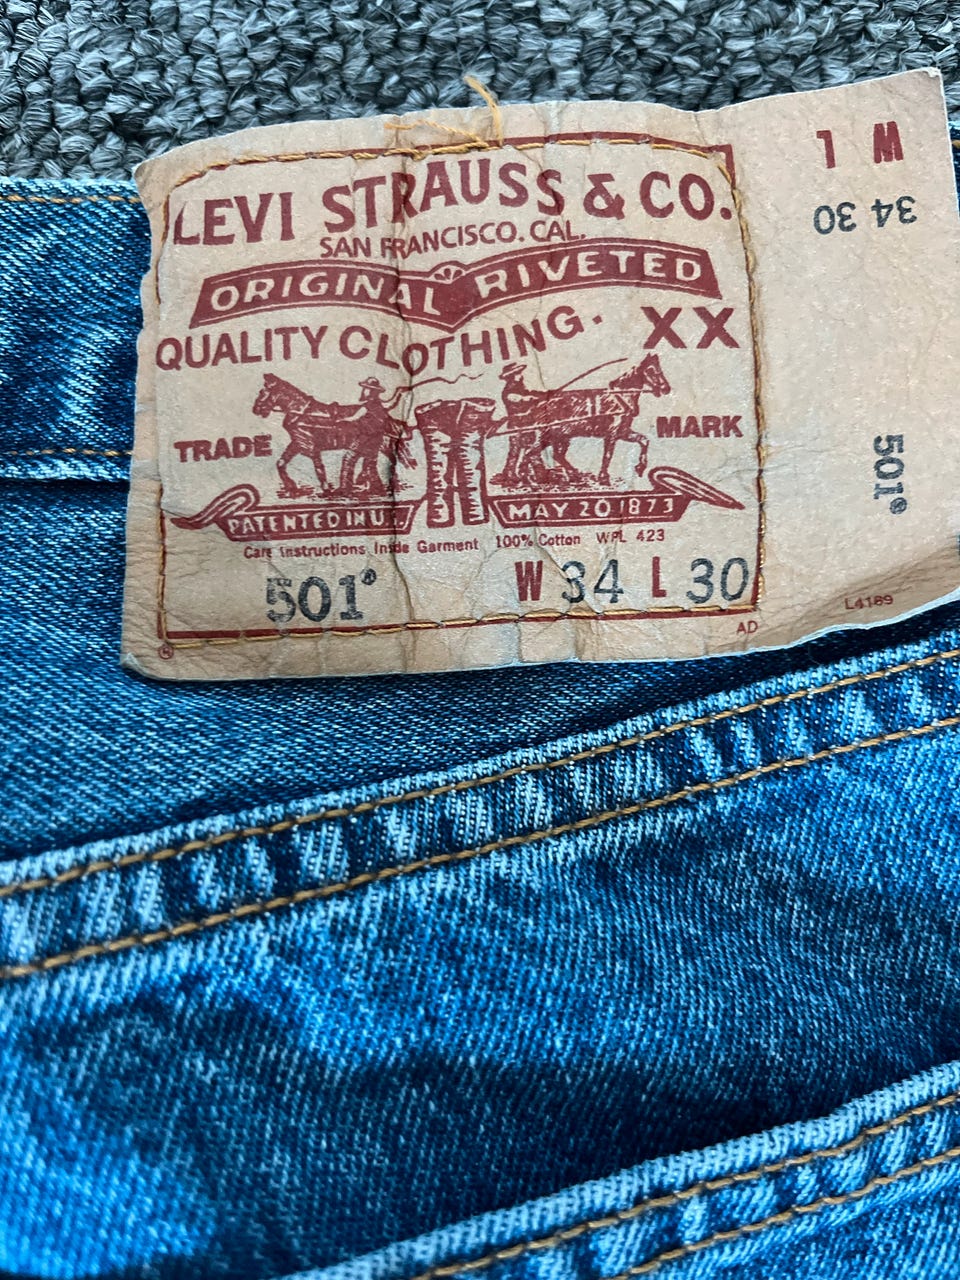 LEVI STRAUSS & CO.
SAN FRANCISCO. CAL.
ORIGINAL RIVETED
QUALITY CLOTHING. XX
TRADE MARK
PATENTED IN U.S. MAY 20 1873
Care Instructions Inside Garment 100% Cotton WPL 423
501® W 34 L 30
® AD
W L
34 30
501®
L4189